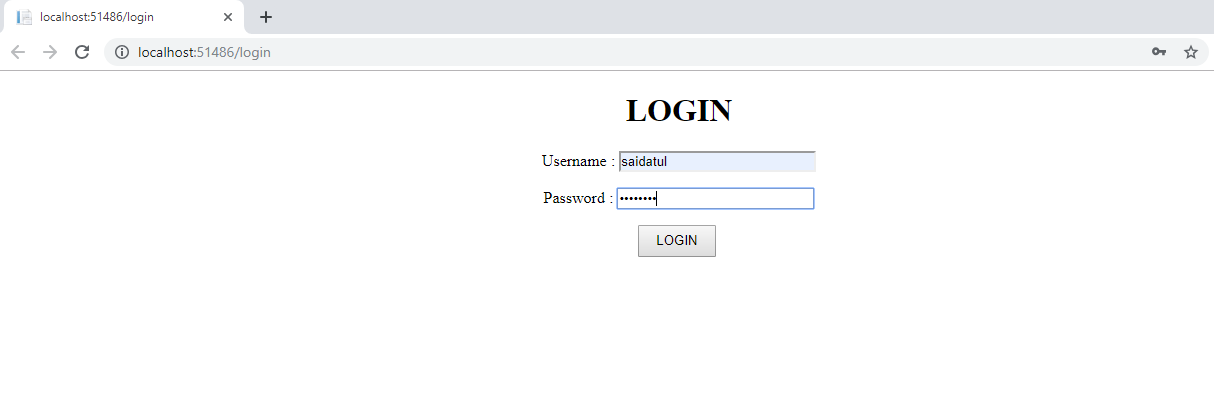 localhost:51486/login
localhost:51486/login
LOGIN
Username : saidatul
Password : ••••••••
LOGIN